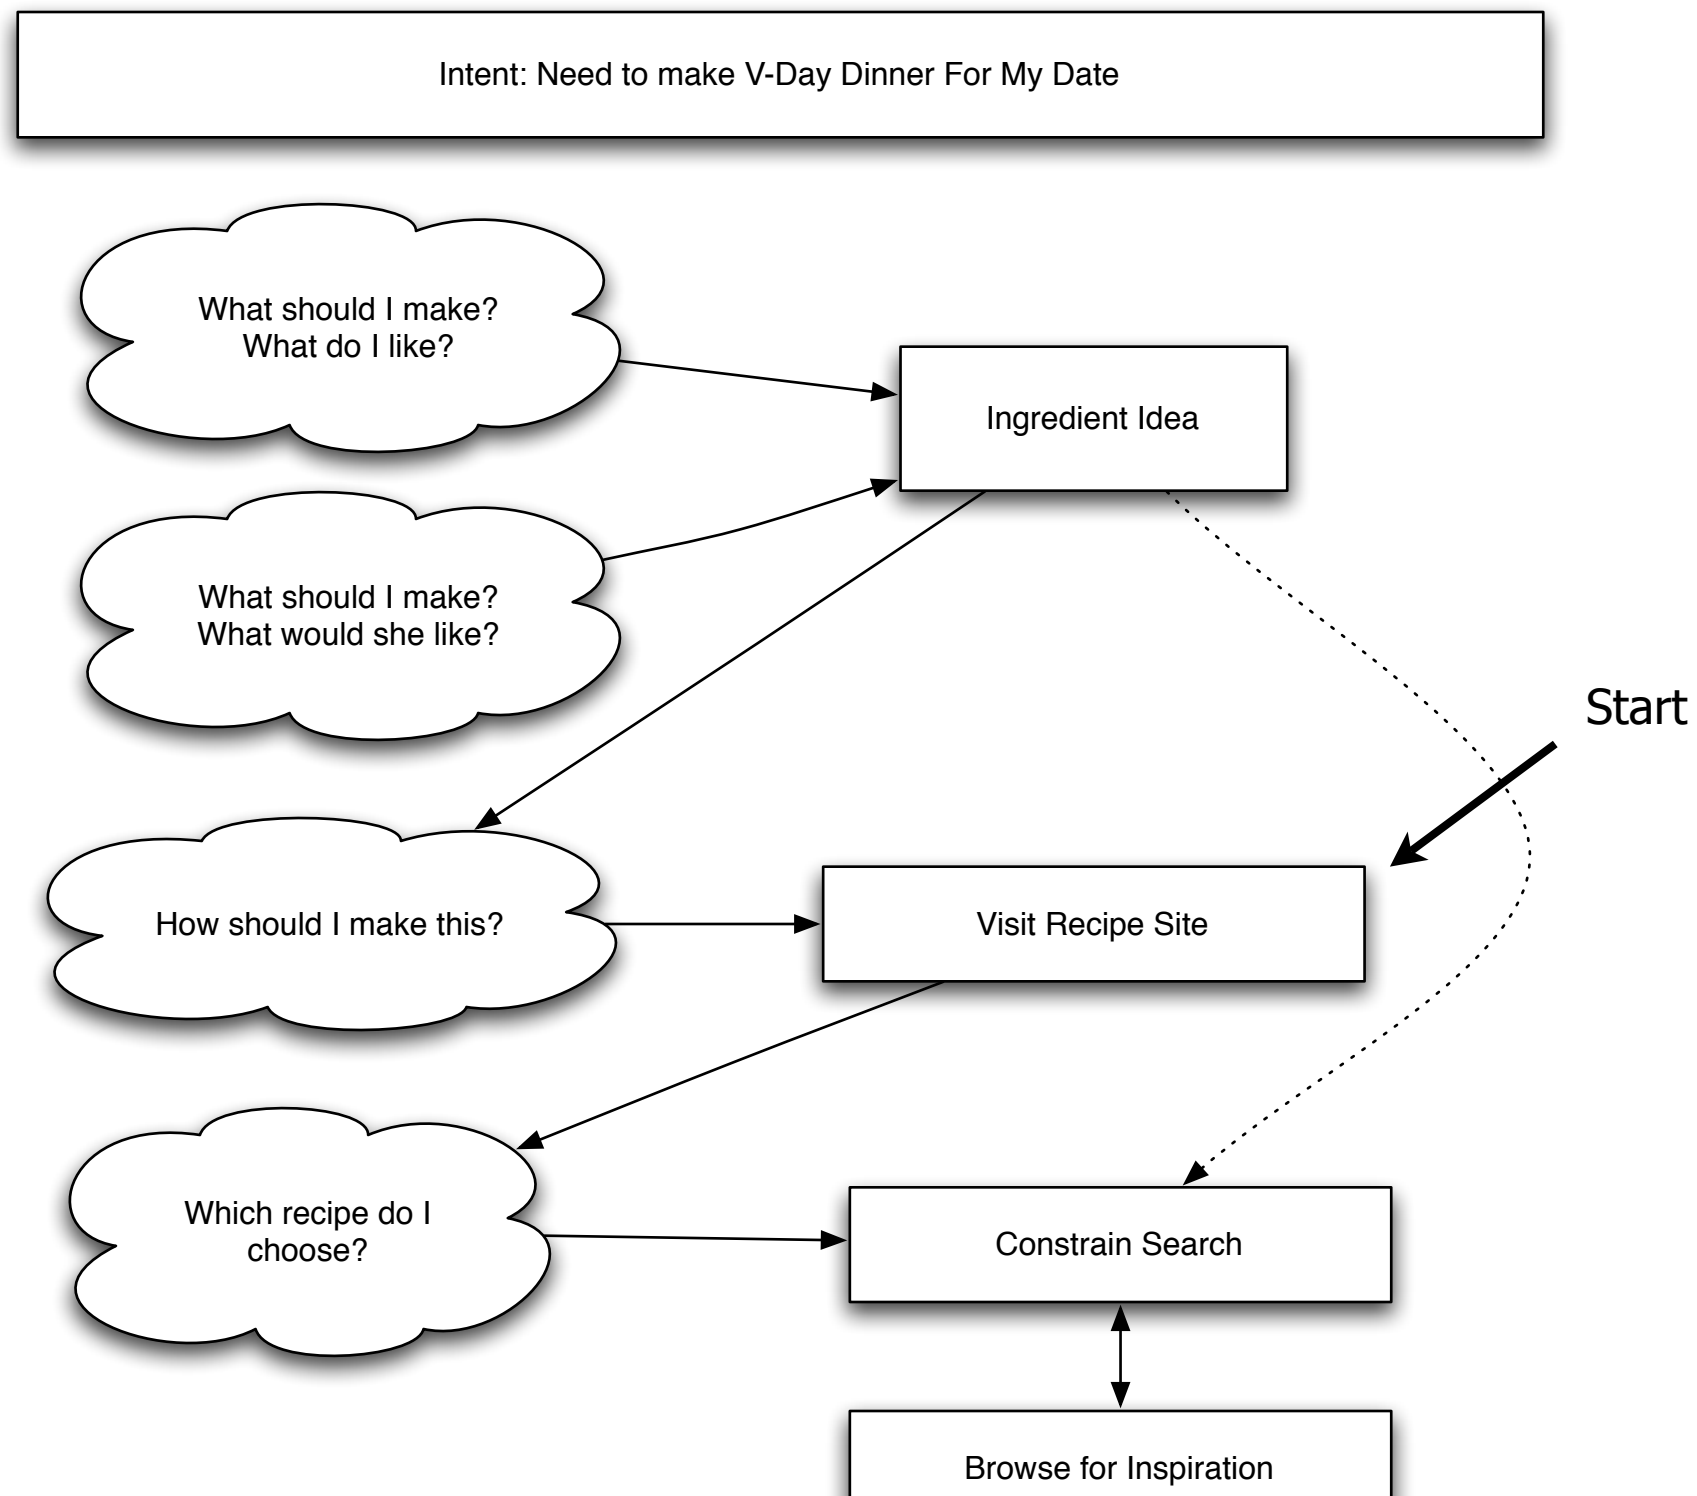 Intent: Need to make V-Day Dinner For My Date
What should I make?
What do I like?
Ingredient Idea
What should I make?
What would she like?
Start
How should I make this?
Visit Recipe Site
Which recipe do I
choose?
Constrain Search
Browse for Inspiration